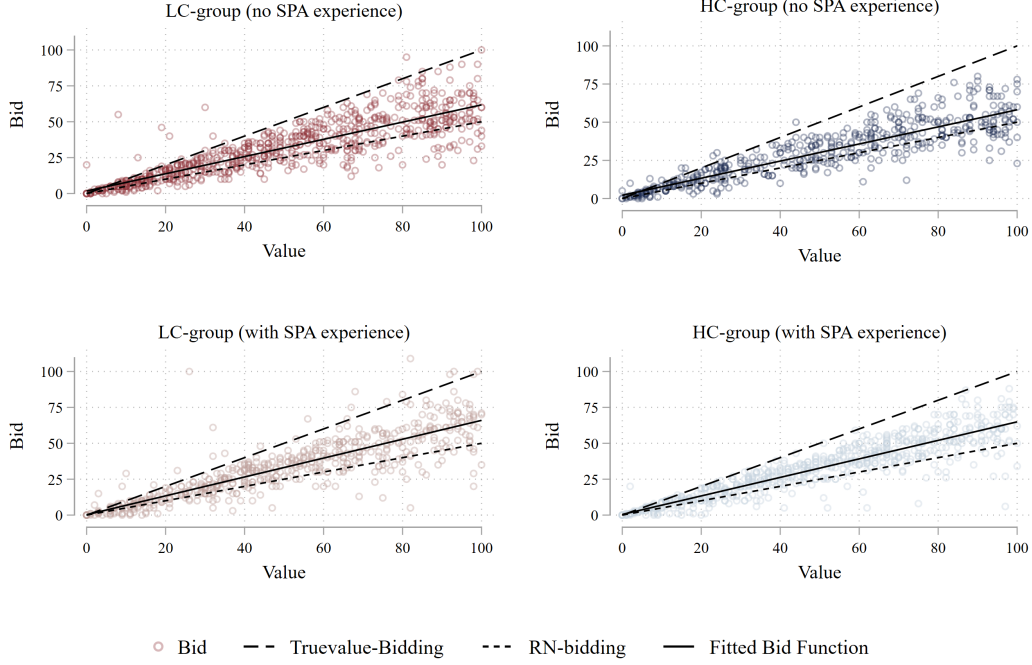 LC-group (no SPA experience)
100
75
50
25
0
Bid
0 20 40 60 80 100
Value
HC-group (no SPA experience)
100
75
50
25
0
Bid
0 20 40 60 80 100
Value
LC-group (with SPA experience)
100
75
50
25
0
Bid
0 20 40 60 80 100
Value
HC-group (with SPA experience)
100
75
50
25
0
Bid
0 20 40 60 80 100
Value
Bid Truevalue-Bidding RN-bidding Fitted Bid Function